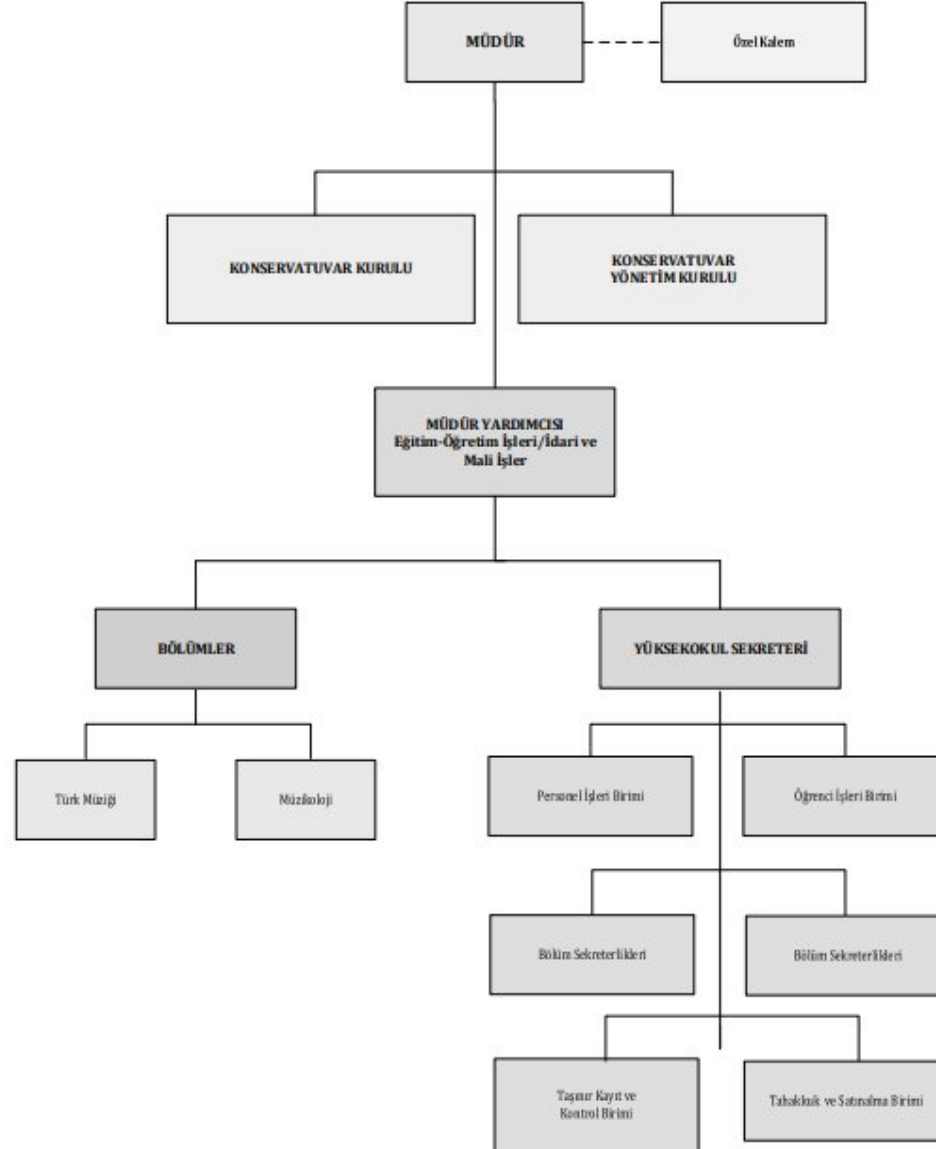 MÜDÜR
Özel Kalem
KONSERVATUVAR KURULU
KONSERVATUVAR
YÖNETİM KURULU
MÜDÜR YARDIMCISI
Eğitim-Öğretim İşleri/İdari ve
Mali İşler
BÖLÜMLER
YÜKSEKOKUL SEKRETERİ
Türk Müziği
Müzikoloji
Personel İşleri Birimi
Öğrenci İşleri Birimi
Bölüm Sekreterlikleri
Bölüm Sekreterlikleri
Taşınır Kayıt ve
Kontrol Birimi
Tahakkuk ve Satınalma Birimi